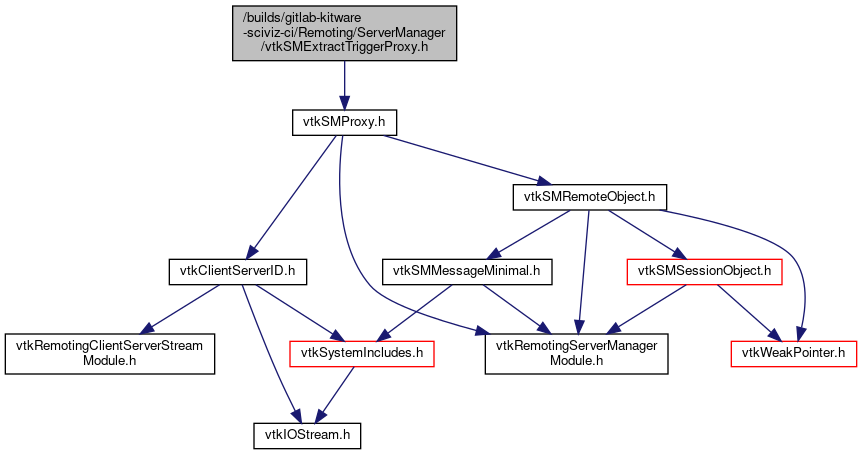 /builds/gitlab-kitware
-sciviz-ci/Remoting/ServerManager
/vtkSMExtractTriggerProxy.h
vtkSMProxy.h
vtkSMRemoteObject.h
vtkClientServerID.h
vtkSMMessageMinimal.h
vtkSMSessionObject.h
vtkRemotingClientServerStream
Module.h
vtkSystemIncludes.h
vtkRemotingServerManager
Module.h
vtkWeakPointer.h
vtkIOStream.h